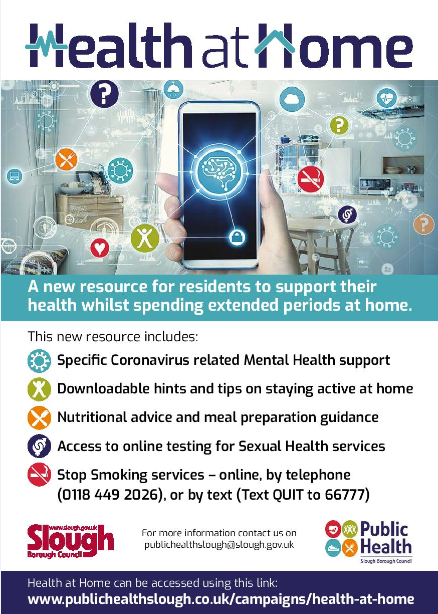 Health at Home
A new resource for residents to support their
health whilst spending extended periods at home.
This new resource includes:
Specific Coronavirus related Mental Health support
Downloadable hints and tips on staying active at home
Nutritional advice and meal preparation guidance
Access to online testing for Sexual Health services
Stop Smoking services – online, by telephone
(0118 449 2026), or by text (Text QUIT to 66777)
www.slough.gov.uk
Slough
Borough Council
For more information contact us on
publichealthslough@slough.gov.uk
Public
Health
Slough Borough Council
Health at Home can be accessed using this link:
www.publichealthslough.co.uk/campaigns/health-at-home